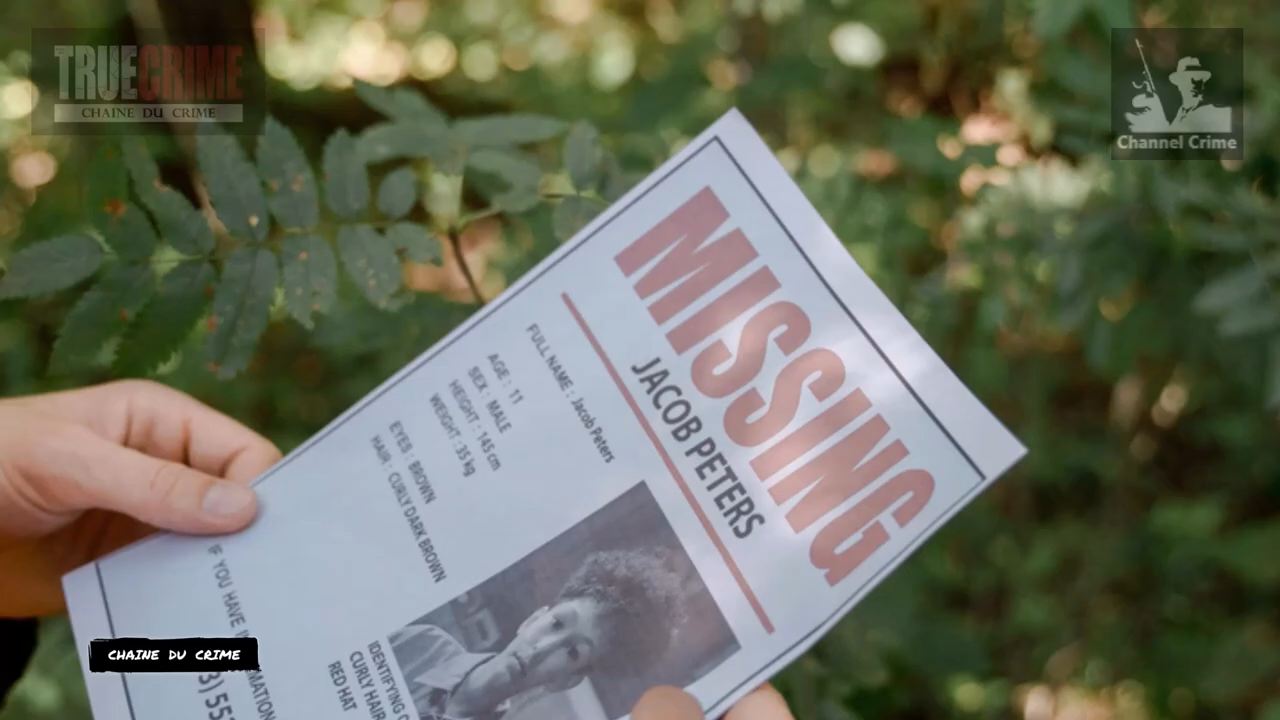 TRUECRIME
CHAINE DU CRIME
Channel Crime
MISSING
JACOB PETERS
FULL NAME : Jacob Peters
AGE : 11
SEX : MALE
HEIGHT : 145 cm
WEIGHT : 35 kg
EYES : BROWN
HAIR : CURLY DARK BROWN
IDENTIFYING
CURLY HAIR
RED HAT
IF YOU HAVE
CHAINE DU CRIME